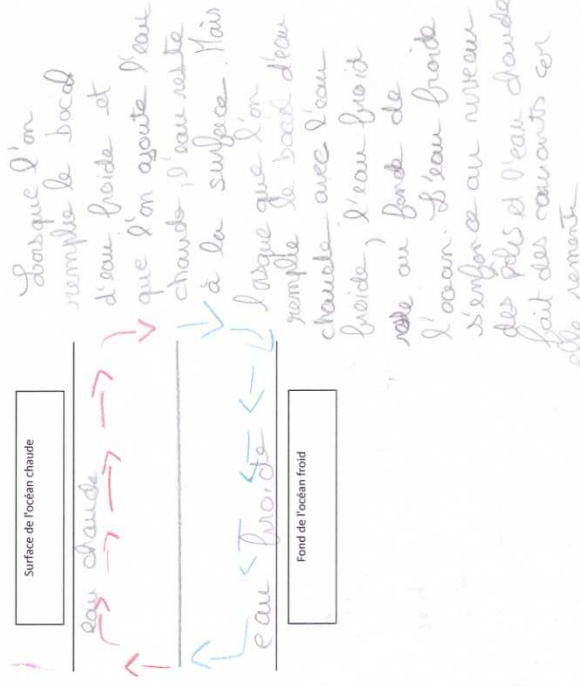 Surface de l'océan chaude
eau chaude
eau froide
Fond de l'océan froid
Lorsque l'on
remplie le bocal
d'eau froide et
que l'on ajoute l'eau
chaude, l'eau reste
à la surface. Mais
lorsque que l'on
remplie le bocal d'eau
chaude avec l'eau
froide, l'eau froid
reste au fond de
l'ocean. L'eau froide
s'enfonce au niveau
des poles et l'eau chaude
fait des courants car
elle remonte